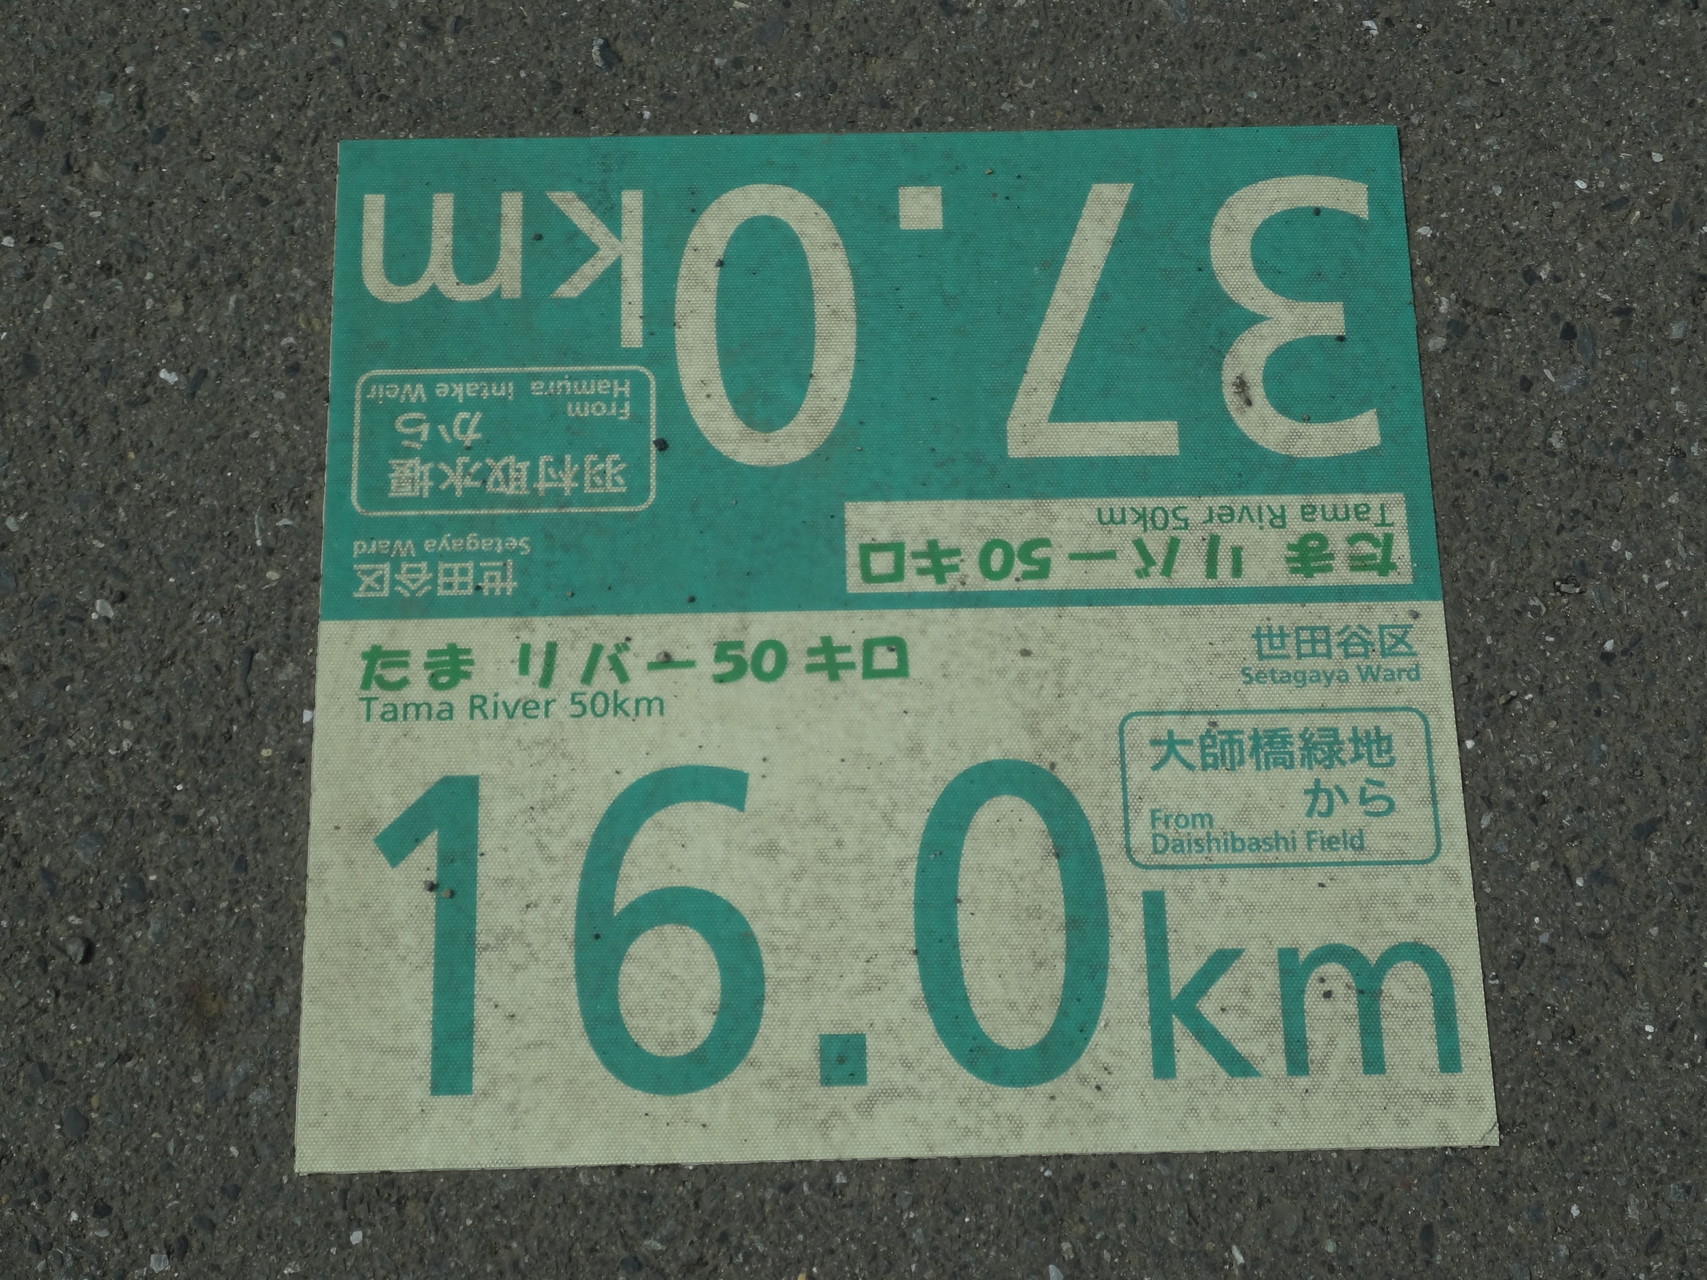 たまリバー50キロ
Tama River 50km
世田谷区
Setagaya Ward
大師橋緑地
から
From
Daishibashi Field
16.0km
たまリバー50キロ
Tama River 50km
世田谷区
Setagaya Ward
羽村取水堰
から
From
Hamura Intake Weir
37.0km